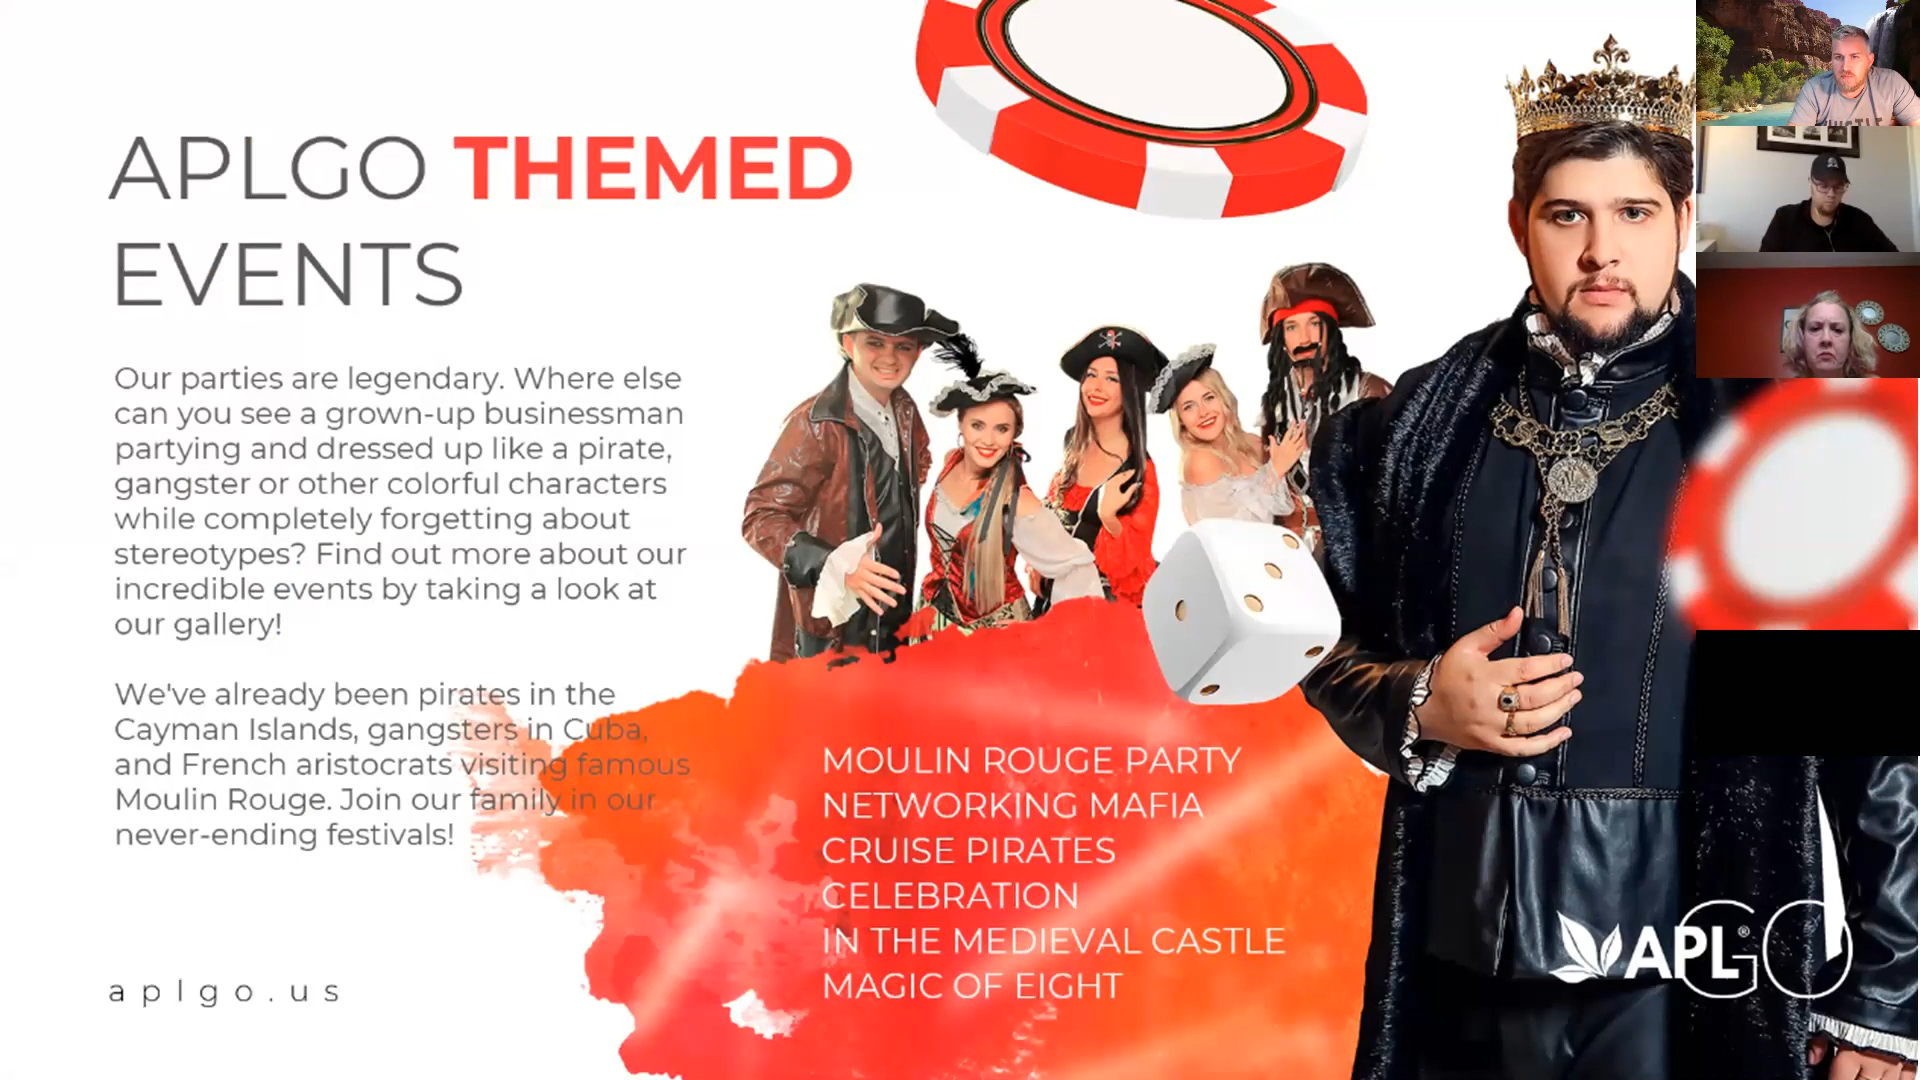 APLGO THEMED
EVENTS
Our parties are legendary. Where else
can you see a grown-up businessman
partying and dressed up like a pirate,
gangster or other colorful characters
while completely forgetting about
stereotypes? Find out more about our
incredible events by taking a look at
our gallery!
We've already been pirates in the
Cayman Islands, gangsters in Cuba,
and French aristocrats visiting famous
Moulin Rouge. Join our family in our
never-ending festivals!
MOULIN ROUGE PARTY
NETWORKING MAFIA
CRUISE PIRATES
CELEBRATION
IN THE MEDIEVAL CASTLE
MAGIC OF EIGHT
aplgo.us
APL® GO